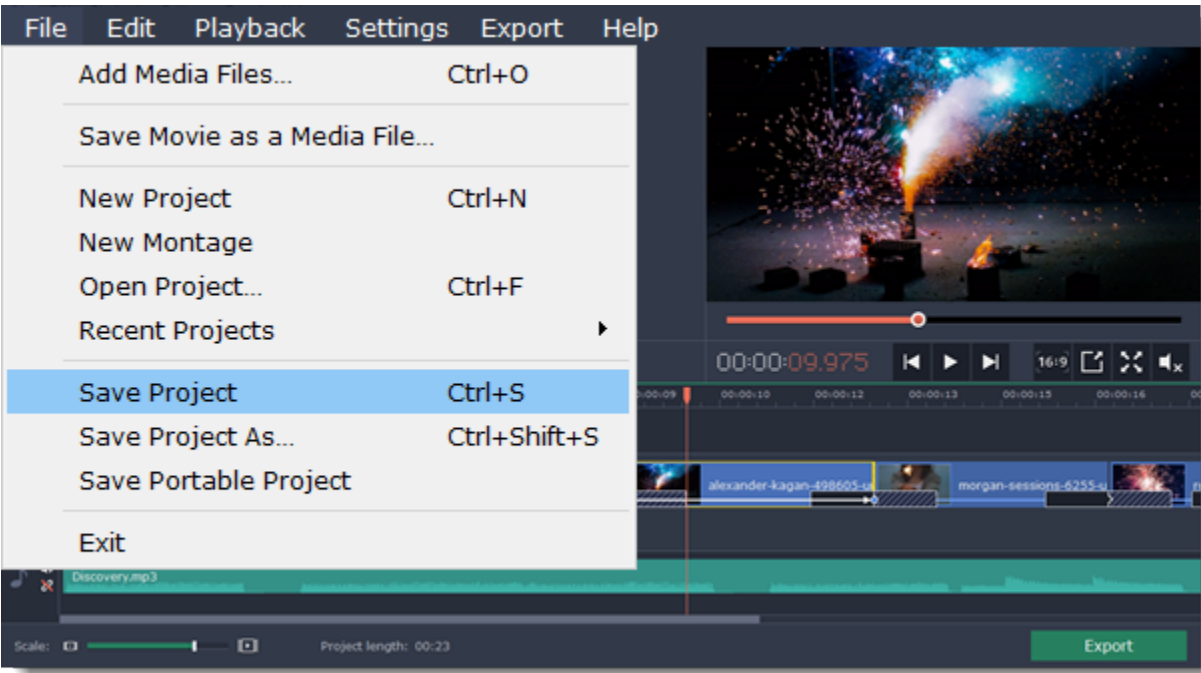 File Edit Playback Settings Export Help
Add Media Files... Ctrl+O
Save Movie as a Media File...
New Project Ctrl+N
New Montage
Open Project... Ctrl+F
Recent Projects
Save Project Ctrl+S
Save Project As... Ctrl+Shift+S
Save Portable Project
Exit
00:00:09.975
16:9
00:00:10 00:00:12 00:00:13 00:00:15 00:00:16
alexander-kagan-498605-u
morgan-sessions-6255-u
Discovery.mp3
Scale: Project length: 00:23
Export